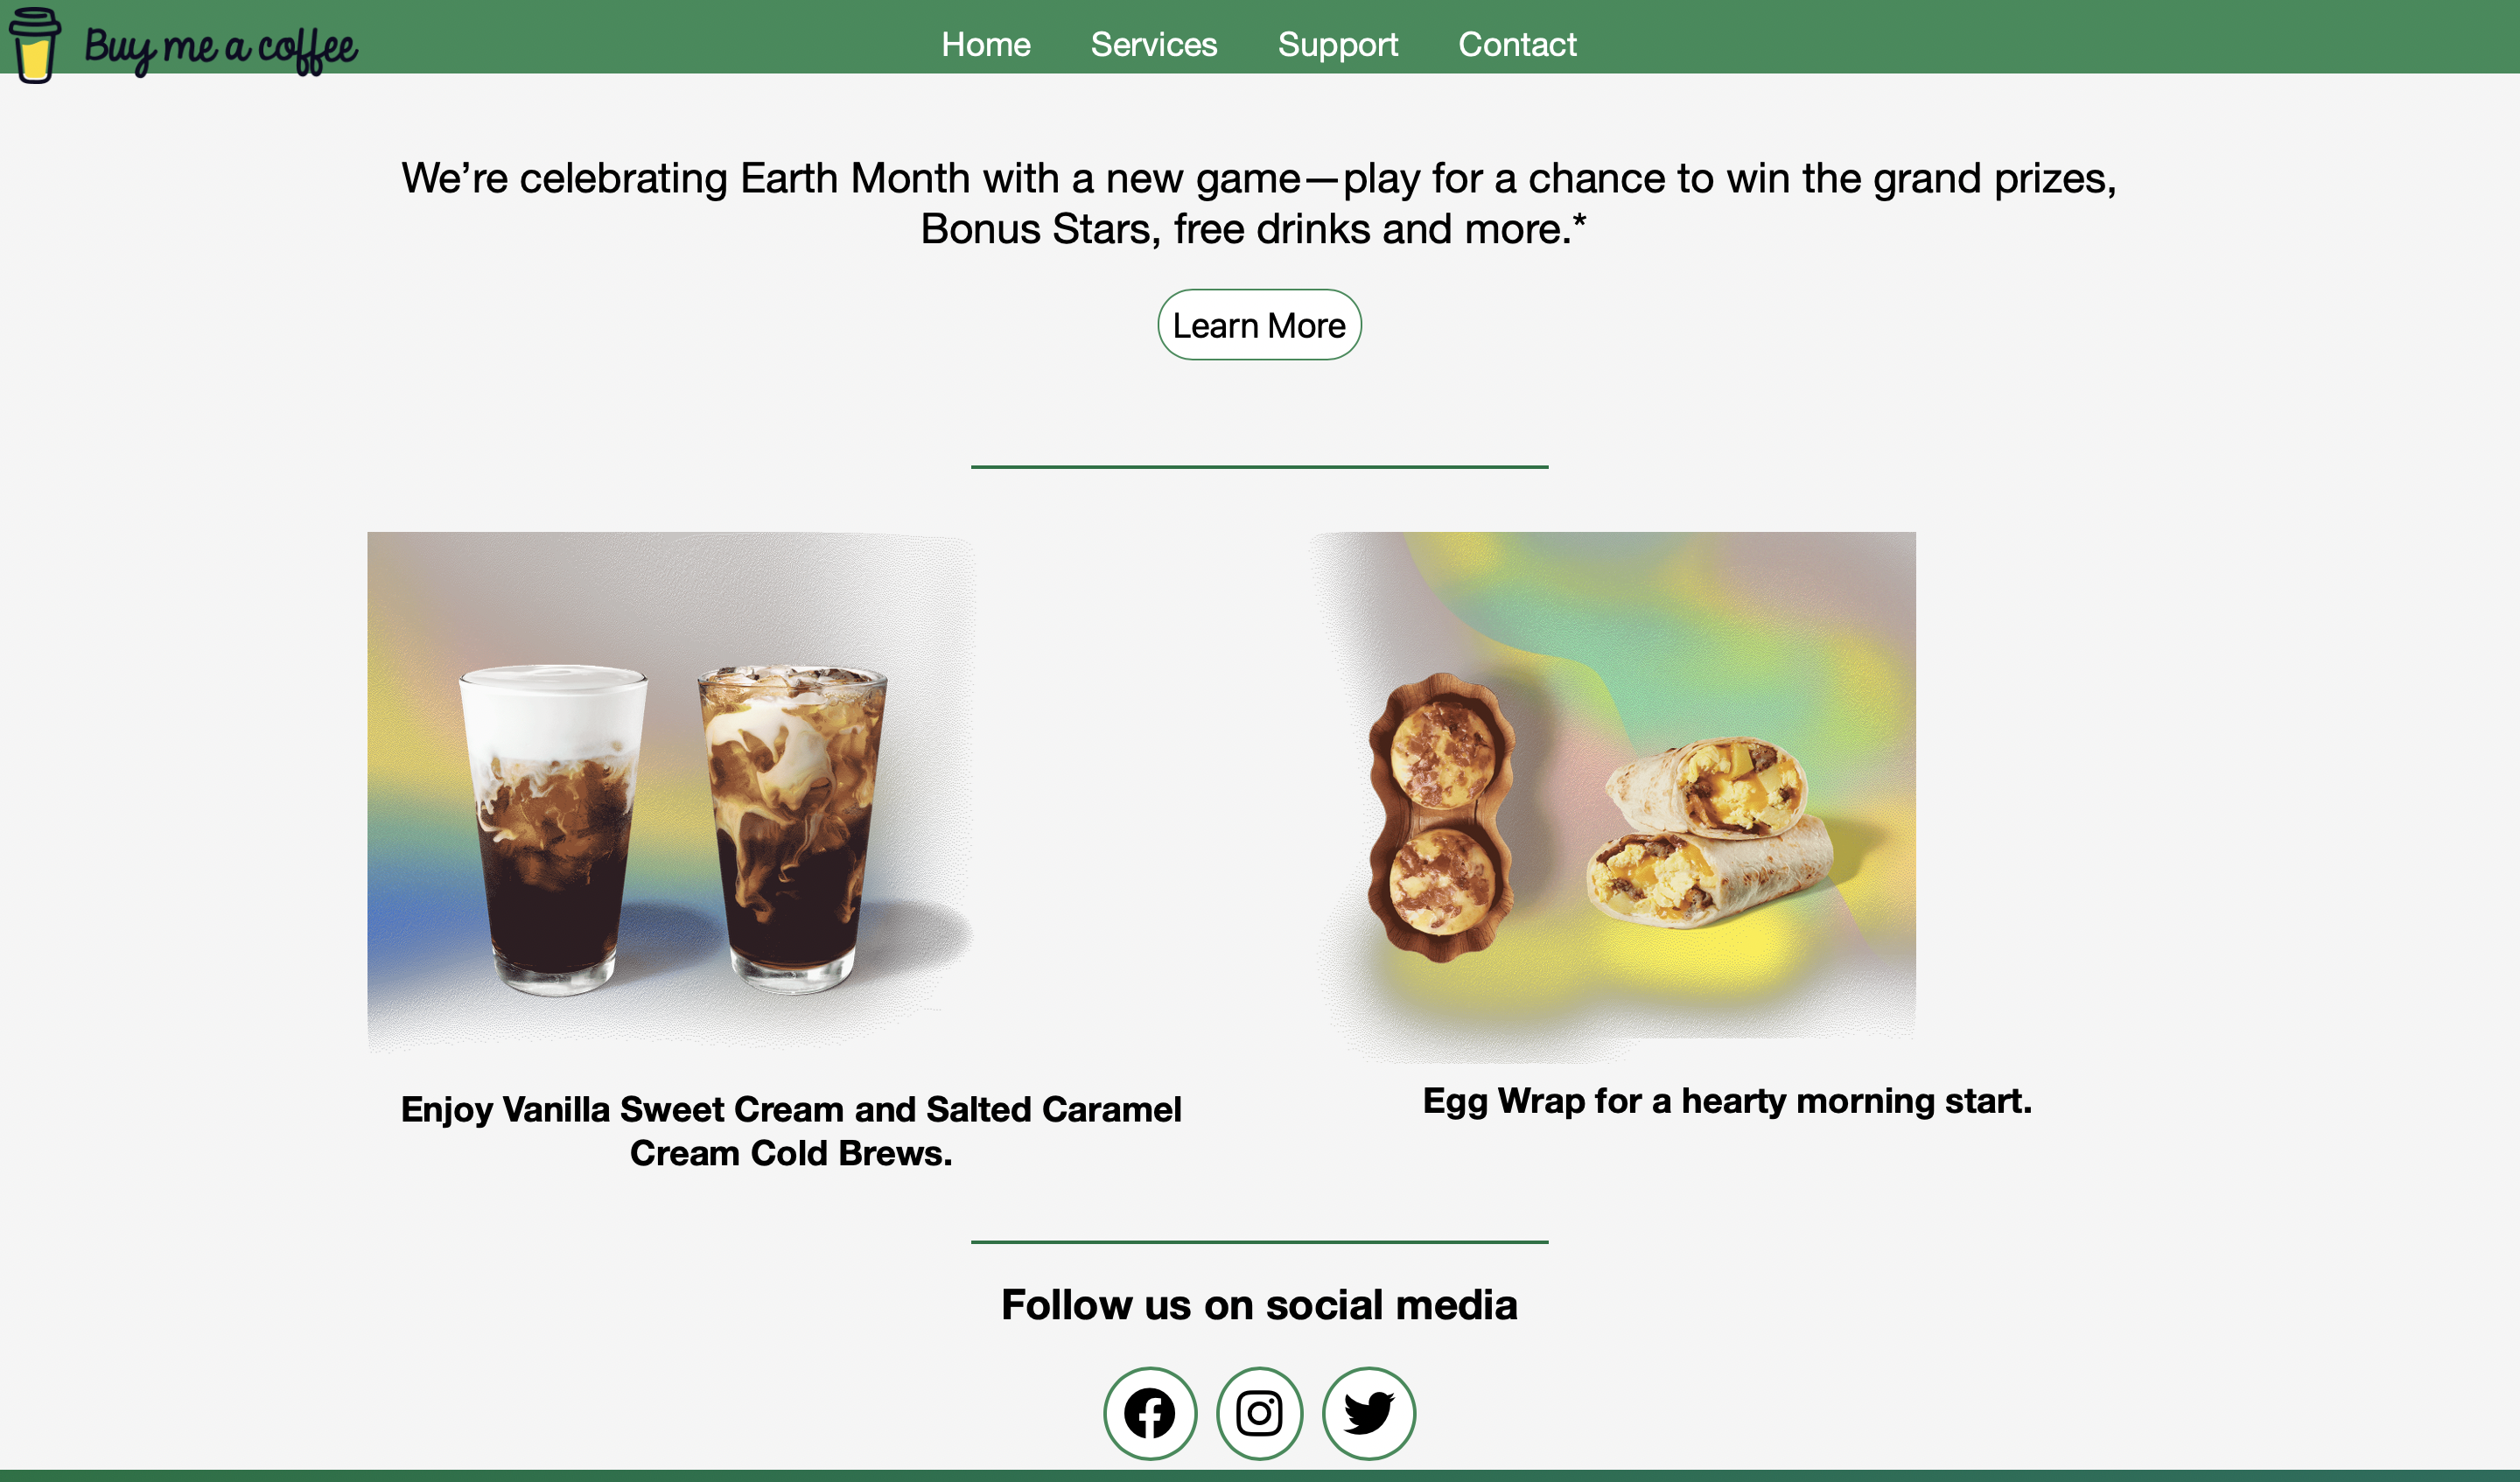 Buy me a coffee
Home Services Support Contact
We’re celebrating Earth Month with a new game—play for a chance to win the grand prizes,
Bonus Stars, free drinks and more.*
Learn More
Enjoy Vanilla Sweet Cream and Salted Caramel
Cream Cold Brews.
Egg Wrap for a hearty morning start.
Follow us on social media